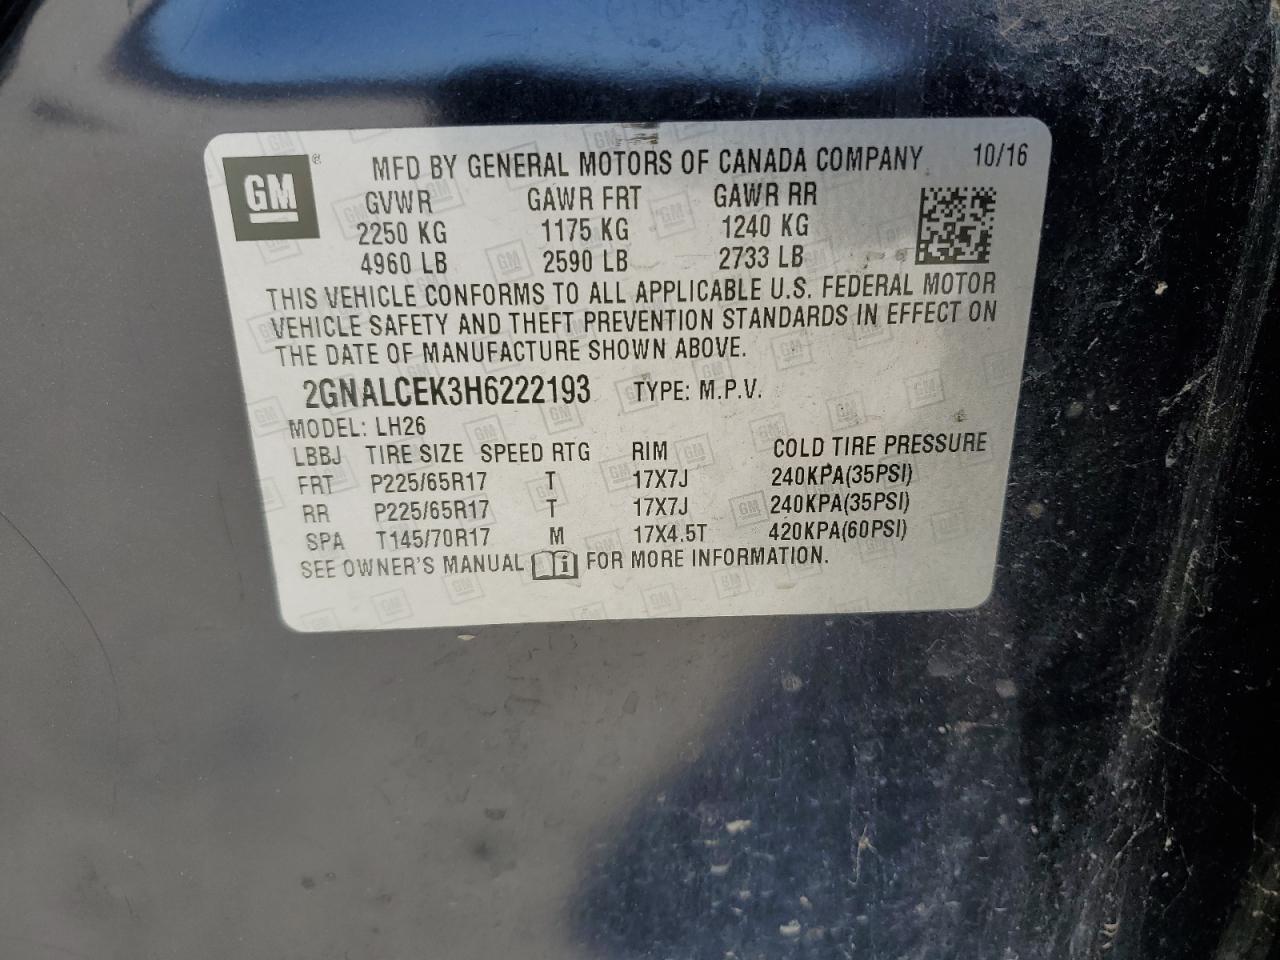 GM ® MFD BY GENERAL MOTORS OF CANADA COMPANY 10/16
GVWR GAWR FRT GAWR RR
2250 KG 1175 KG 1240 KG
4960 LB 2590 LB 2733 LB
THIS VEHICLE CONFORMS TO ALL APPLICABLE U.S. FEDERAL MOTOR
VEHICLE SAFETY AND THEFT PREVENTION STANDARDS IN EFFECT ON
THE DATE OF MANUFACTURE SHOWN ABOVE.
2GNALCEK3H6222193 TYPE: M.P.V.
MODEL: LH26
LBBJ TIRE SIZE SPEED RTG RIM COLD TIRE PRESSURE
FRT P225/65R17 T 17X7J 240KPA(35PSI)
RR P225/65R17 T 17X7J 240KPA(35PSI)
SPA T145/70R17 M 17X4.5T 420KPA(60PSI)
SEE OWNER'S MANUAL i FOR MORE INFORMATION.